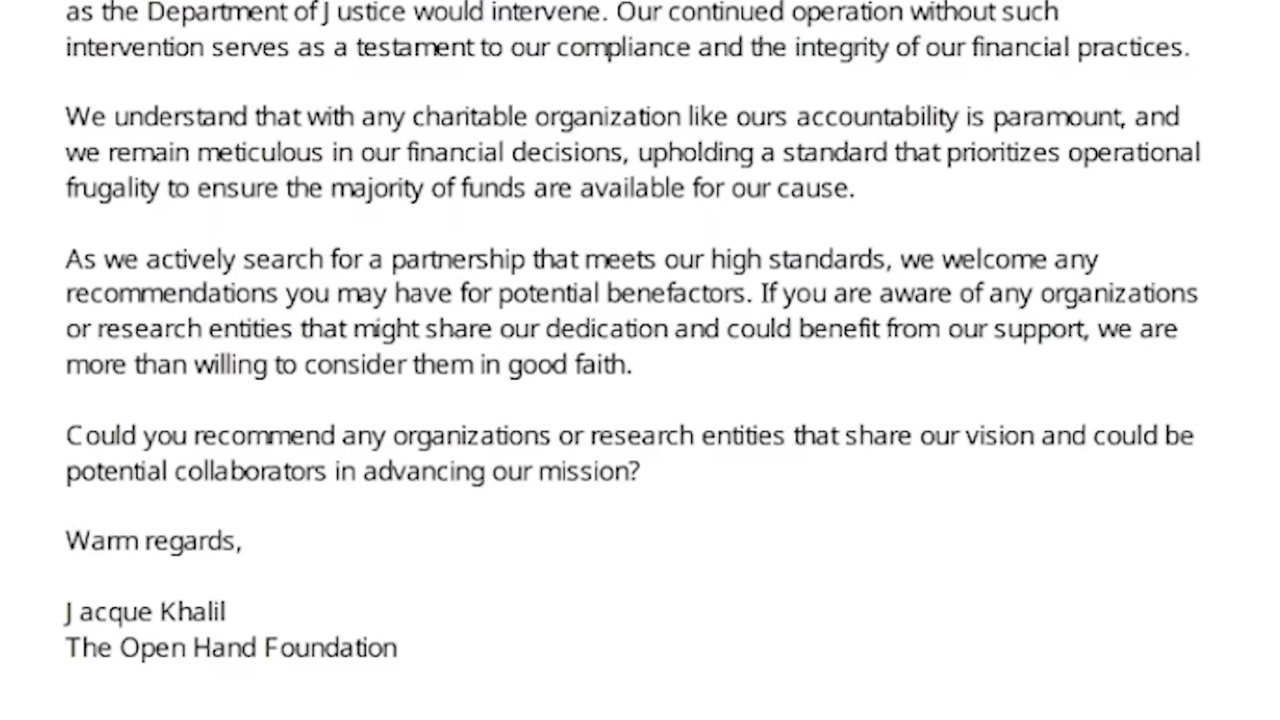 as the Department of Justice would intervene. Our continued operation without such
intervention serves as a testament to our compliance and the integrity of our financial practices.
We understand that with any charitable organization like ours accountability is paramount, and
we remain meticulous in our financial decisions, upholding a standard that prioritizes operational
frugality to ensure the majority of funds are available for our cause.
As we actively search for a partnership that meets our high standards, we welcome any
recommendations you may have for potential benefactors. If you are aware of any organizations
or research entities that might share our dedication and could benefit from our support, we are
more than willing to consider them in good faith.
Could you recommend any organizations or research entities that share our vision and could be
potential collaborators in advancing our mission?
Warm regards,
Jacque Khalil
The Open Hand Foundation